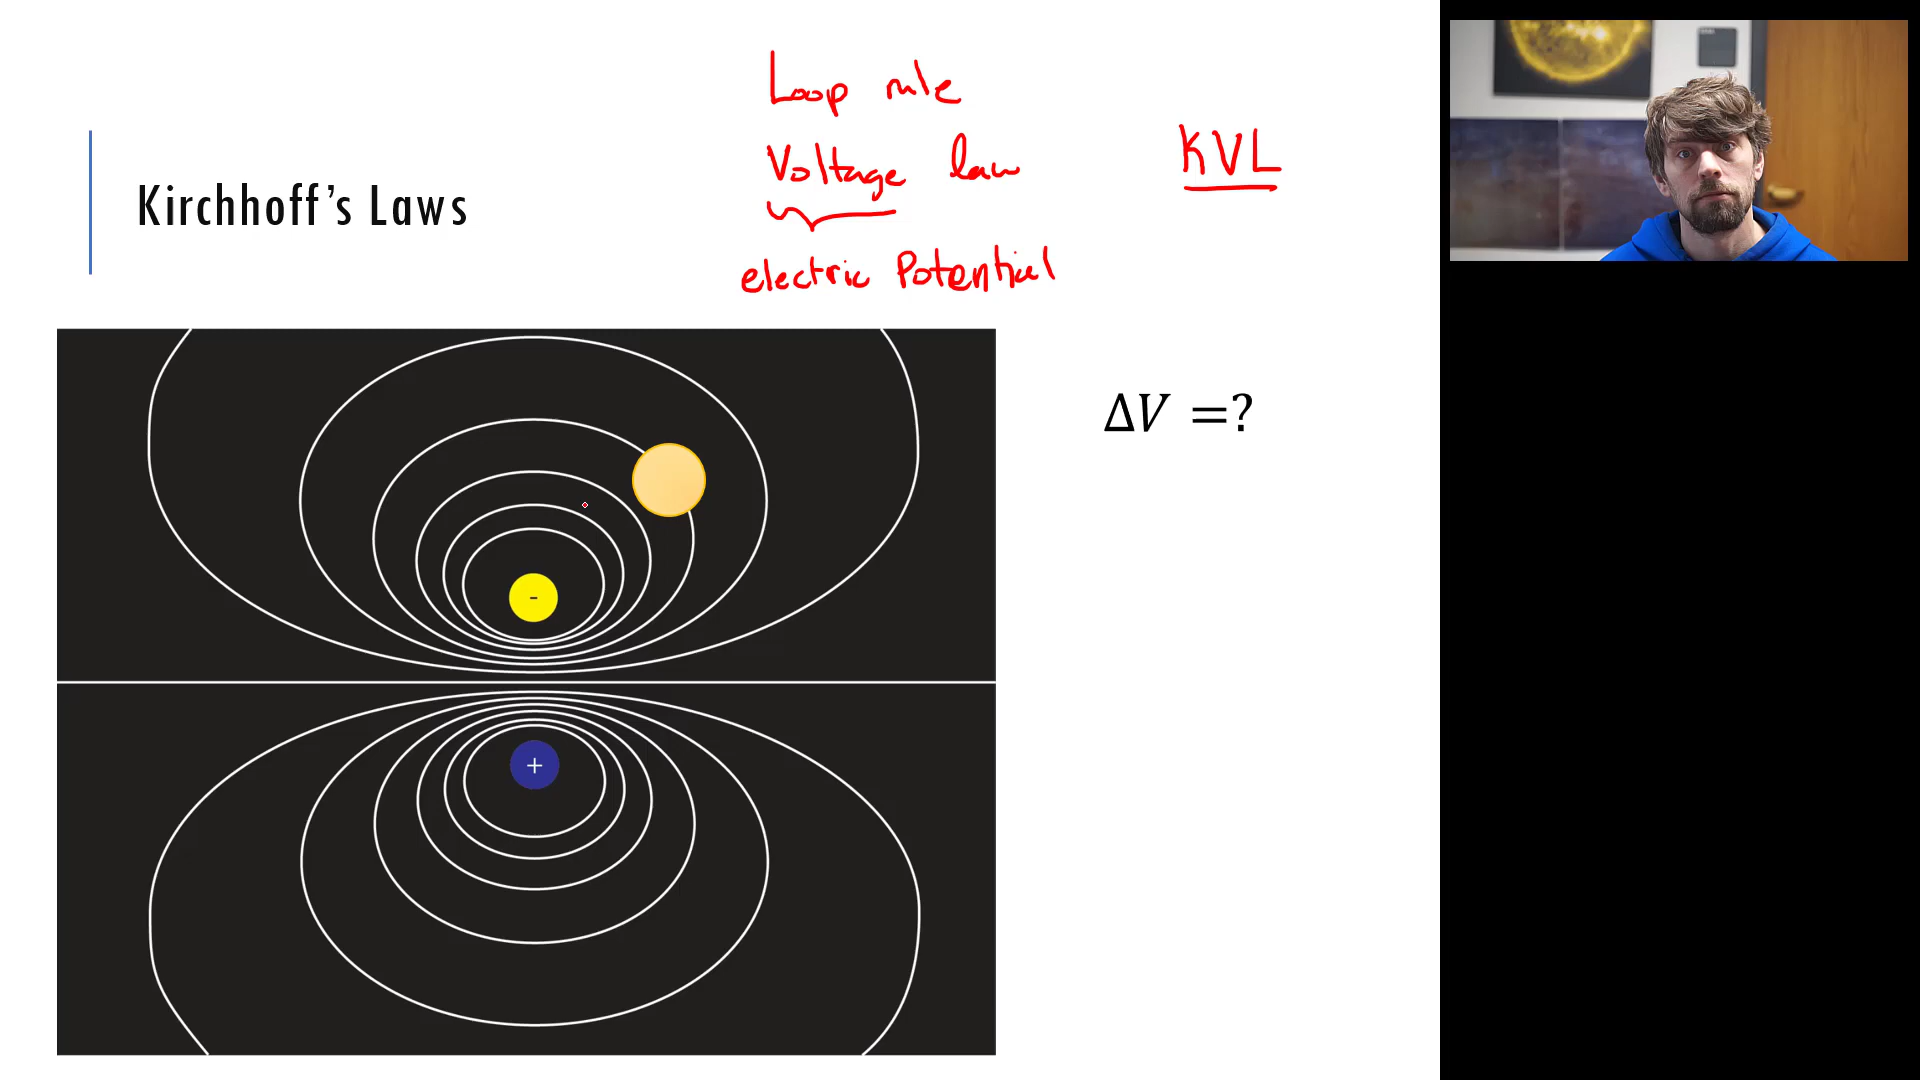 Loop rule
Voltage law
KVL
Kirchhoff's Laws
electric Potential
ΔV =?
-
+